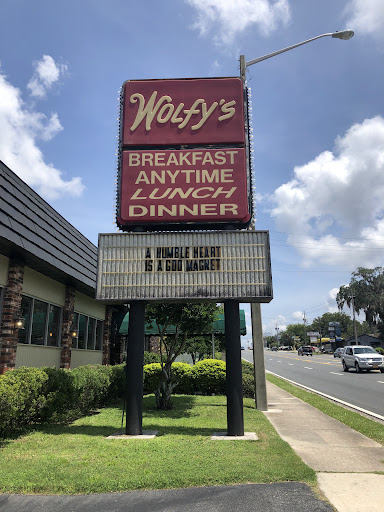 Wolfy's
BREAKFAST
ANYTIME
LUNCH
DINNER
A HUMBLE HEART
IS A GOD MAGNET